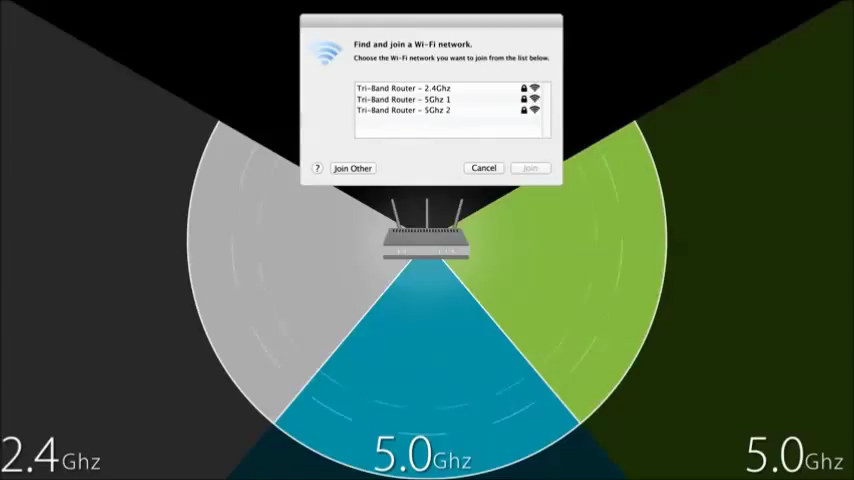 Find and join a Wi-Fi network.
Choose the Wi-Fi network you want to join from the list below.
Tri-Band Router - 2.4Ghz
Tri-Band Router - 5Ghz 1
Tri-Band Router - 5Ghz 2
? Join Other Cancel Join
2.4Ghz 5.0Ghz 5.0Ghz